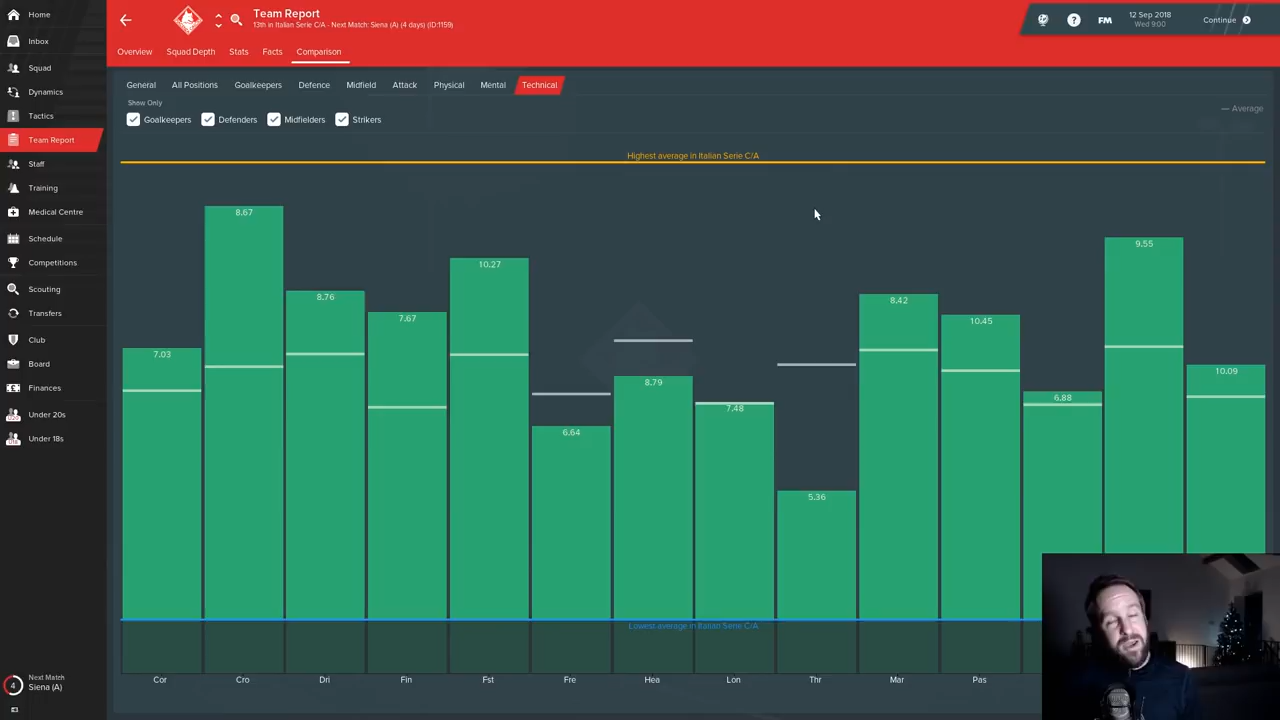 Home
Inbox
Squad
Dynamics
Tactics
Team Report
Staff
Training
Medical Centre
Schedule
Competitions
Scouting
Transfers
Club
Board
Finances
Under 20s
Under 18s
4
Next Match
Siena (A)
Team Report
13th in Italian Serie C/A - Next Match: Siena (A) (4 days) (ID:1159)
?
FM
12 Sep 2018
Wed 9:00
Continue
Overview
Squad Depth
Stats
Facts
Comparison
General
All Positions
Goalkeepers
Defence
Midfield
Attack
Physical
Mental
Technical
Show Only
Goalkeepers
Defenders
Midfielders
Strikers
Average
Highest average in Italian Serie C/A
7.03
8.67
8.76
7.67
10.27
6.64
8.79
7.48
5.36
8.42
10.45
6.88
9.55
10.09
Lowest average in Italian Serie C/A
Cor
Cro
Dri
Fin
Fst
Fre
Hea
Lon
Thr
Mar
Pas